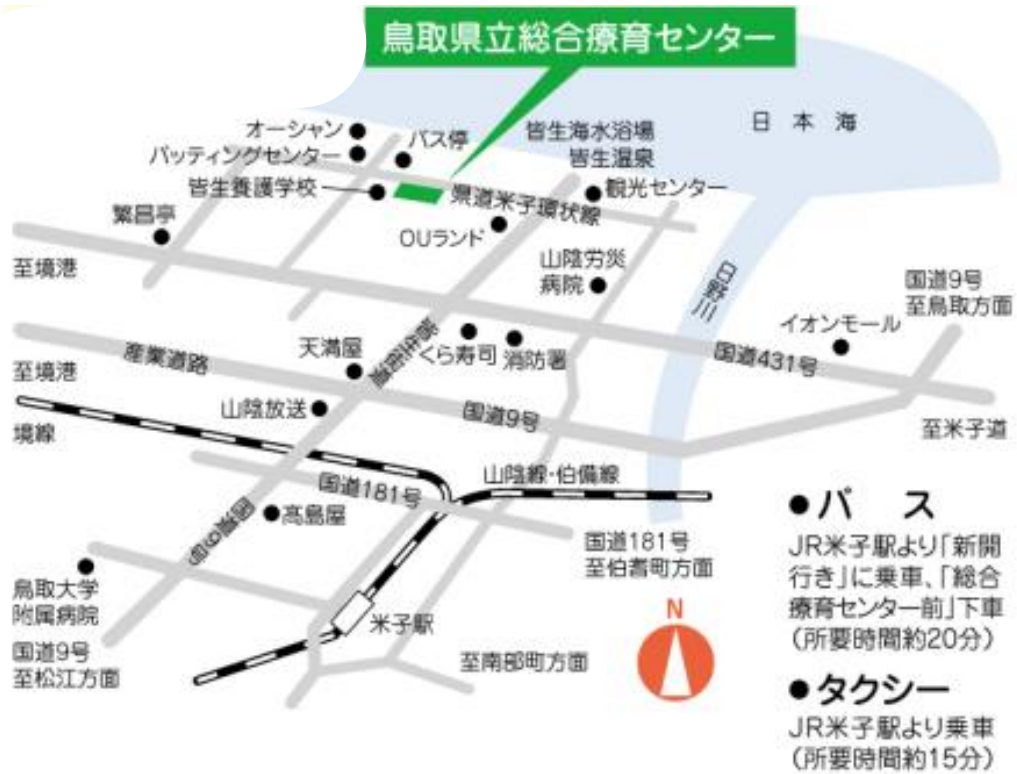 鳥取県立総合療育センター
日本海
オーシャン
バッティングセンター
バス停
皆生海水浴場
皆生温泉
皆生養護学校
観光センター
県道米子環状線
繁昌亭
OUランド
至境港
山陰労災
病院
日野川
国道9号
至鳥取方面
イオンモール
天満屋
皆生街道
くら寿司
消防署
国道431号
産業道路
至境港
山陰放送
国道9号
至米子道
境線
山陰線・伯備線
国道181号
髙島屋
国道9号
国道181号
至伯耆町方面
鳥取大学
附属病院
米子駅
国道9号
至松江方面
至南部町方面
N
●バス
JR米子駅より「新開
行き」に乗車、「総合
療育センター前」下車
(所要時間約20分)
●タクシー
JR米子駅より乗車
(所要時間約15分)